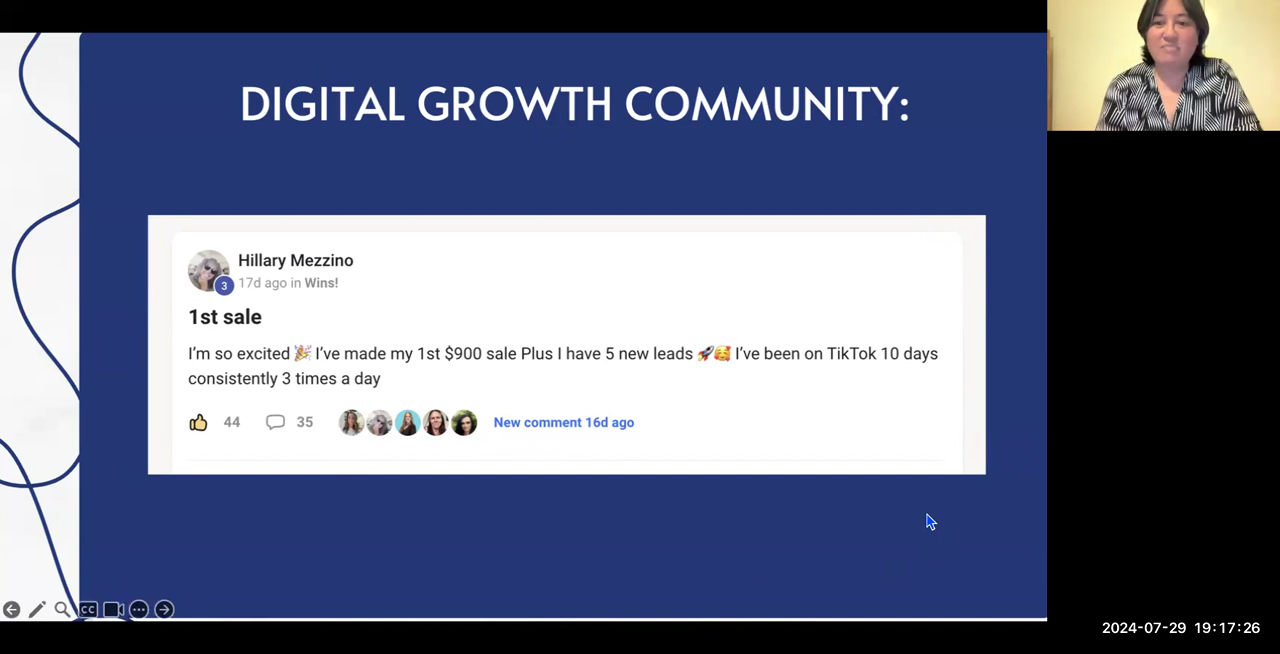 DIGITAL GROWTH COMMUNITY:
Hillary Mezzino
3
17d ago in Wins!
1st sale
I'm so excited 🎉 I've made my 1st $900 sale Plus I have 5 new leads 🚀🥰 I've been on TikTok 10 days
consistently 3 times a day
44 35 New comment 16d ago
CC
2024-07-29 19:17:26